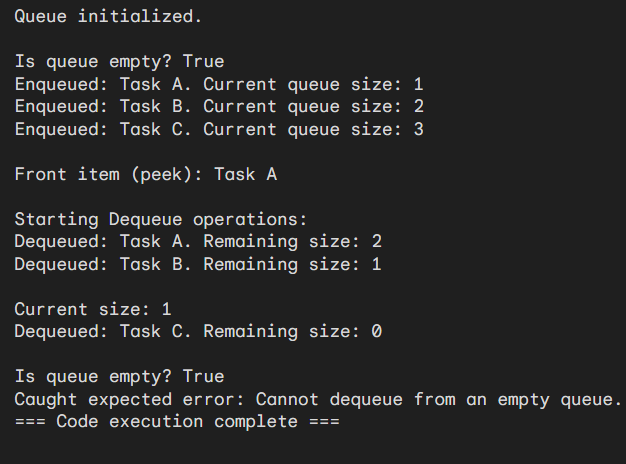 Queue initialized.
Is queue empty? True
Enqueued: Task A. Current queue size: 1
Enqueued: Task B. Current queue size: 2
Enqueued: Task C. Current queue size: 3
Front item (peek): Task A
Starting Dequeue operations:
Dequeued: Task A. Remaining size: 2
Dequeued: Task B. Remaining size: 1
Current size: 1
Dequeued: Task C. Remaining size: 0
Is queue empty? True
Caught expected error: Cannot dequeue from an empty queue.
=== Code execution complete ===